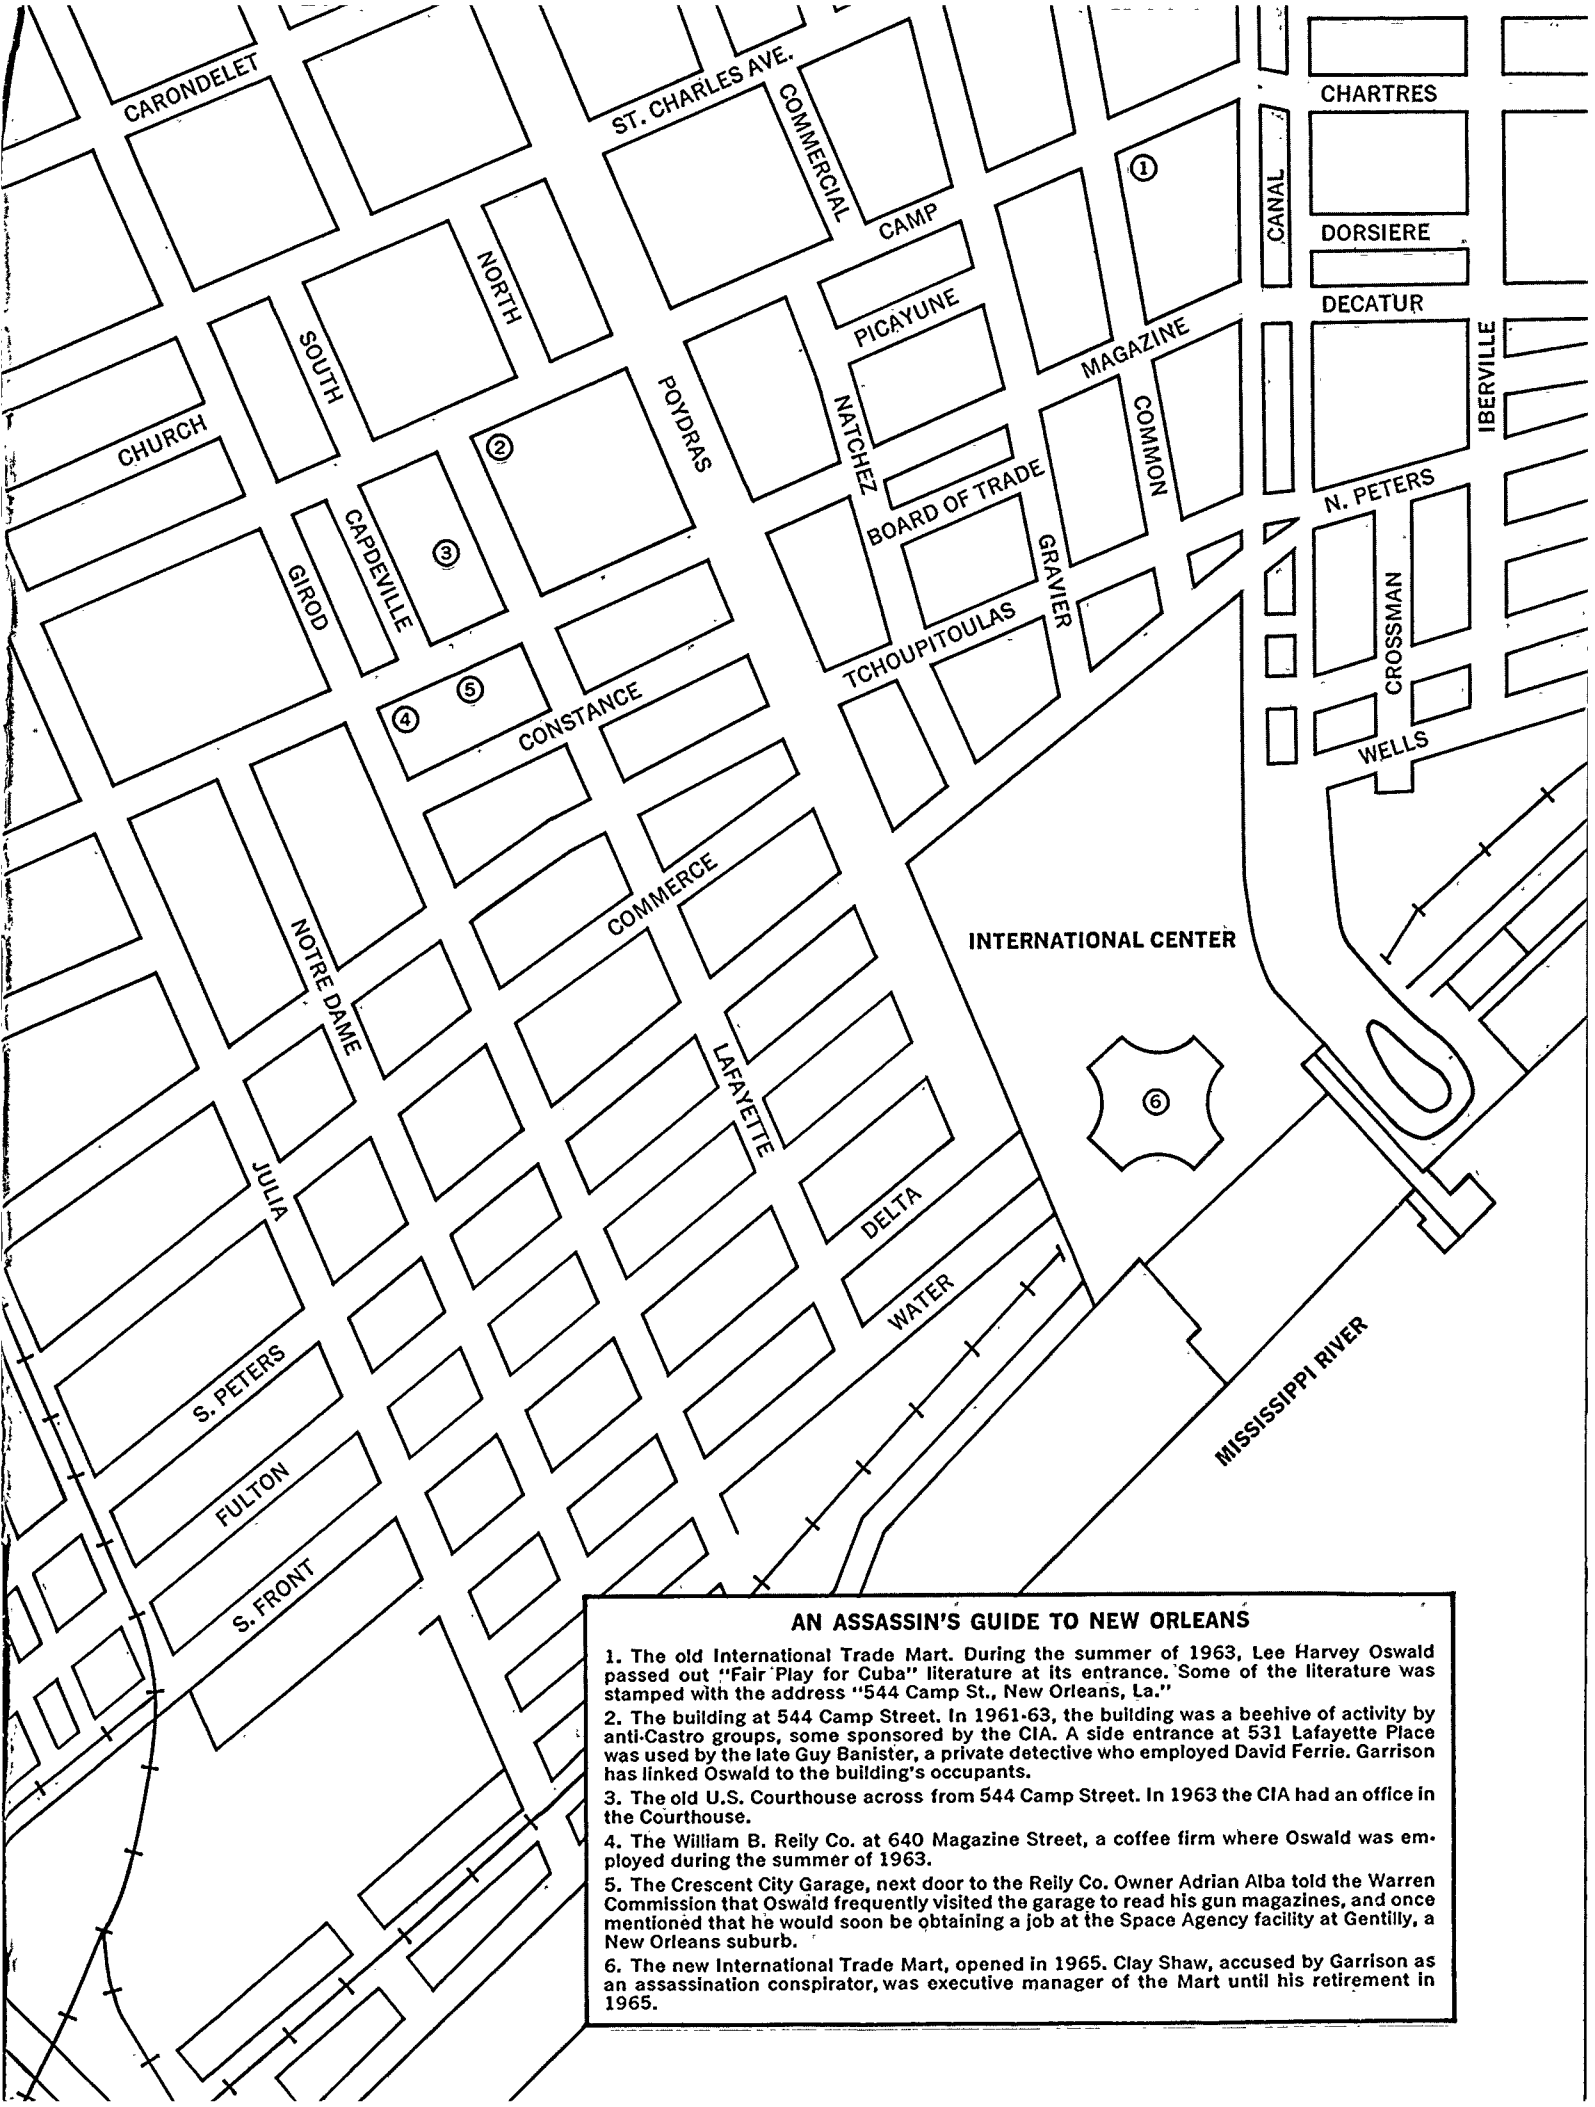 CARONDELET
ST. CHARLES AVE.
COMMERCIAL
CHARTRES
①
CANAL
CAMP
DORSIERE
NORTH
PICAYUNE
DECATUR
SOUTH
MAGAZINE
IBERVILLE
CHURCH
②
POYDRAS
NATCHEZ
COMMON
BOARD OF TRADE
N. PETERS
CAPDEVILLE
③
GIROD
GRAVIER
CROSSMAN
TCHOUPITOULAS
④
⑤
CONSTANCE
WELLS
COMMERCE
NOTRE DAME
INTERNATIONAL CENTER
LAFAYETTE
⑥
JULIA
DELTA
WATER
S. PETERS
MISSISSIPPI RIVER
FULTON
S. FRONT
AN ASSASSIN'S GUIDE TO NEW ORLEANS
1. The old International Trade Mart. During the summer of 1963, Lee Harvey Oswald
passed out "Fair Play for Cuba" literature at its entrance. Some of the literature was
stamped with the address "544 Camp St., New Orleans, La."
2. The building at 544 Camp Street. In 1961-63, the building was a beehive of activity by
anti-Castro groups, some sponsored by the CIA. A side entrance at 531 Lafayette Place
was used by the late Guy Banister, a private detective who employed David Ferrie. Garrison
has linked Oswald to the building's occupants.
3. The old U.S. Courthouse across from 544 Camp Street. In 1963 the CIA had an office in
the Courthouse.
4. The William B. Reily Co. at 640 Magazine Street, a coffee firm where Oswald was em-
ployed during the summer of 1963.
5. The Crescent City Garage, next door to the Reily Co. Owner Adrian Alba told the Warren
Commission that Oswald frequently visited the garage to read his gun magazines, and once
mentioned that he would soon be obtaining a job at the Space Agency facility at Gentilly, a
New Orleans suburb.
6. The new International Trade Mart, opened in 1965. Clay Shaw, accused by Garrison as
an assassination conspirator, was executive manager of the Mart until his retirement in
1965.